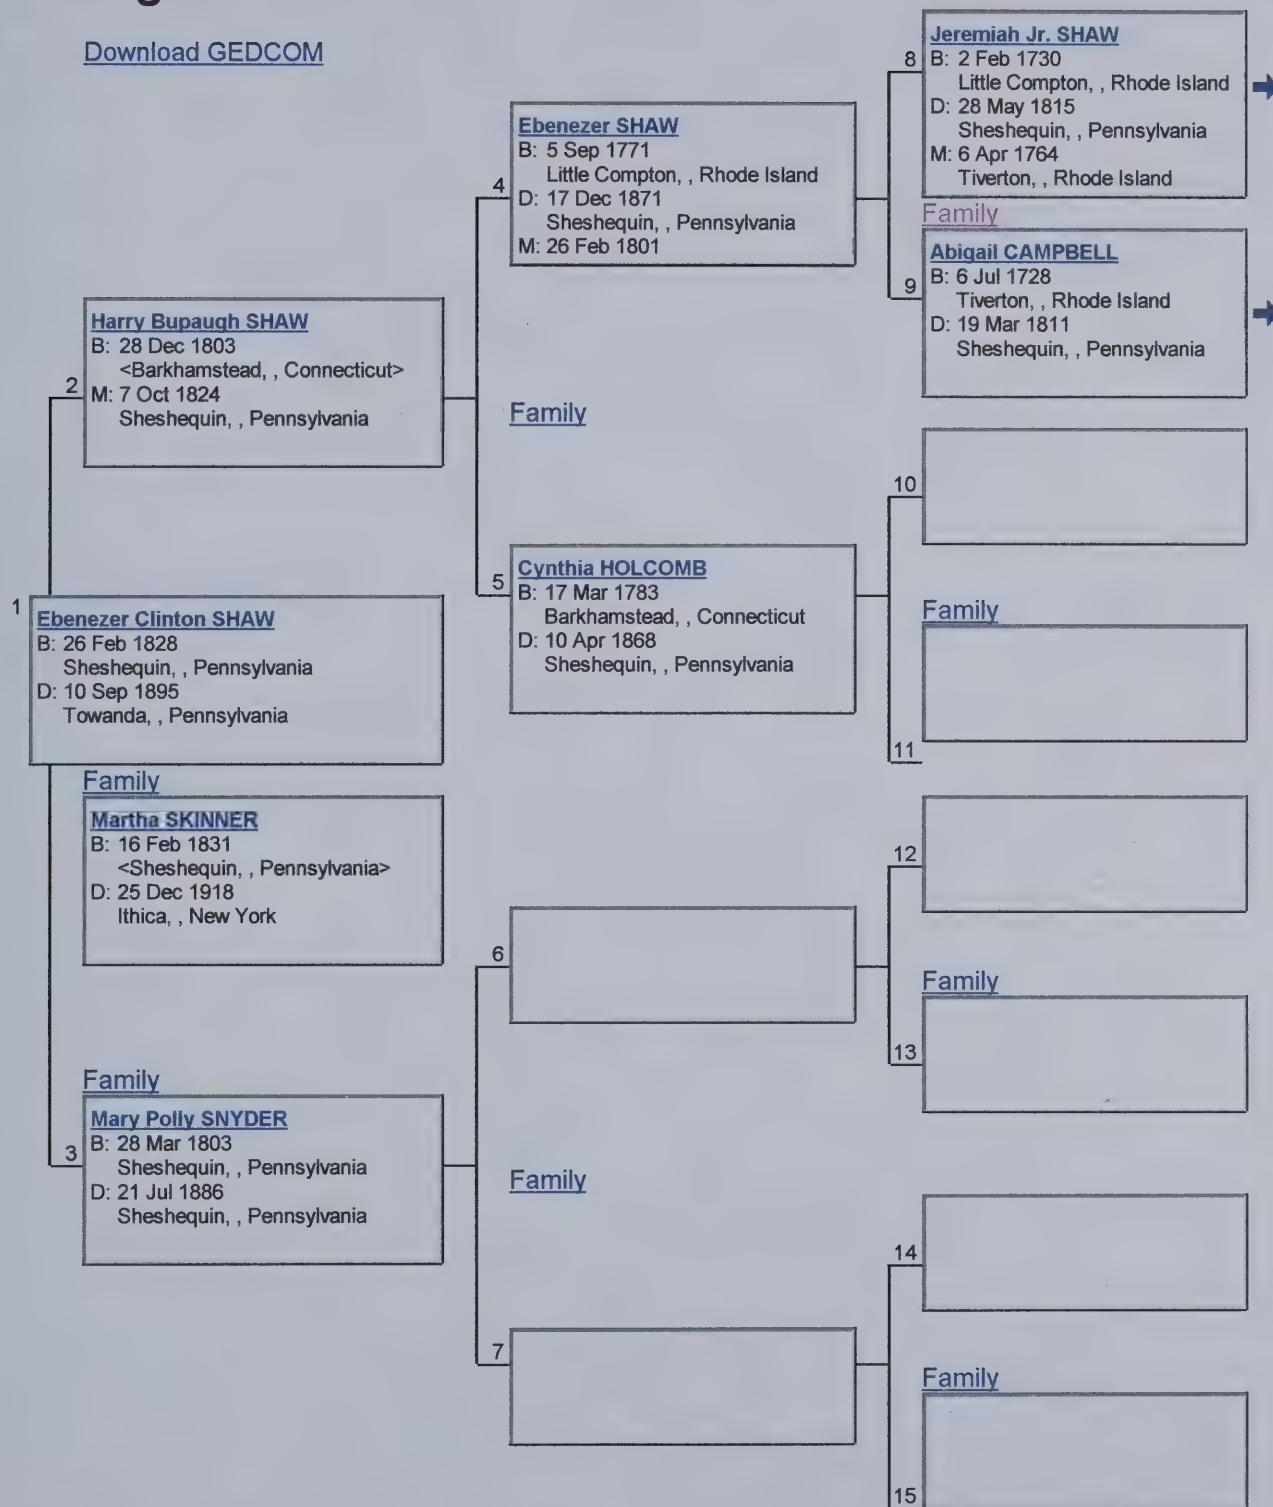 Download GEDCOM
8
Jeremiah Jr. SHAW
B: 2 Feb 1730
Little Compton, , Rhode Island
D: 28 May 1815
Sheshequin, , Pennsylvania
M: 6 Apr 1764
Tiverton, , Rhode Island
4
Ebenezer SHAW
B: 5 Sep 1771
Little Compton, , Rhode Island
D: 17 Dec 1871
Sheshequin, , Pennsylvania
M: 26 Feb 1801
Family
9
Abigail CAMPBELL
B: 6 Jul 1728
Tiverton, , Rhode Island
D: 19 Mar 1811
Sheshequin, , Pennsylvania
2
Harry Bupaugh SHAW
B: 28 Dec 1803
<Barkhamstead, , Connecticut>
M: 7 Oct 1824
Sheshequin, , Pennsylvania
Family
10
5
Cynthia HOLCOMB
B: 17 Mar 1783
Barkhamstead, , Connecticut
D: 10 Apr 1868
Sheshequin, , Pennsylvania
Family
11
1
Ebenezer Clinton SHAW
B: 26 Feb 1828
Sheshequin, , Pennsylvania
D: 10 Sep 1895
Towanda, , Pennsylvania
Family
Martha SKINNER
B: 16 Feb 1831
<Sheshequin, , Pennsylvania>
D: 25 Dec 1918
Ithica, , New York
12
6
Family
13
Family
3
Mary Polly SNYDER
B: 28 Mar 1803
Sheshequin, , Pennsylvania
D: 21 Jul 1886
Sheshequin, , Pennsylvania
Family
14
7
Family
15